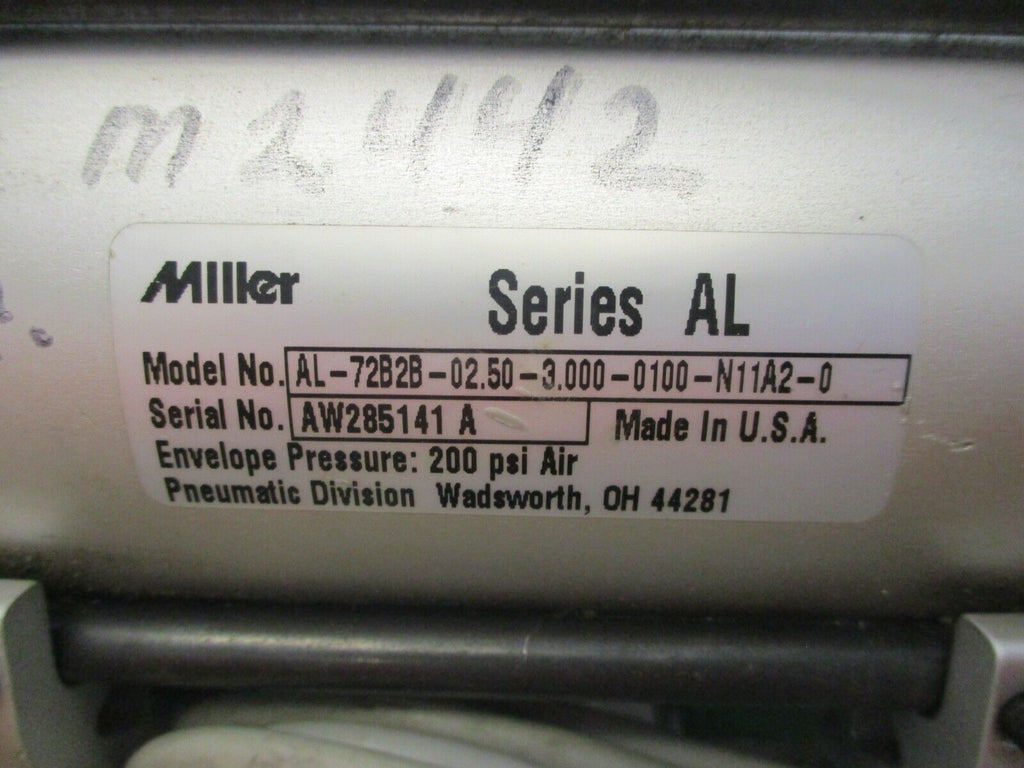 m2442
Miller Series AL
Model No. AL-72B2B-02.50-3.000-0100-N11A2-0
Serial No. AW285141 A Made In U.S.A.
Envelope Pressure: 200 psi Air
Pneumatic Division Wadsworth, OH 44281